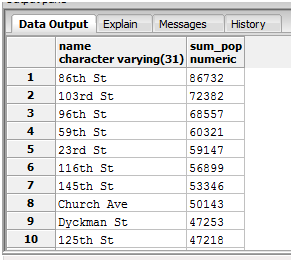 Data Output Explain Messages History
name sum_pop
character varying(31) numeric
1 86th St 86732
2 103rd St 72382
3 96th St 68557
4 59th St 60321
5 23rd St 59147
6 116th St 56899
7 145th St 53346
8 Church Ave 50143
9 Dyckman St 47253
10 125th St 47218